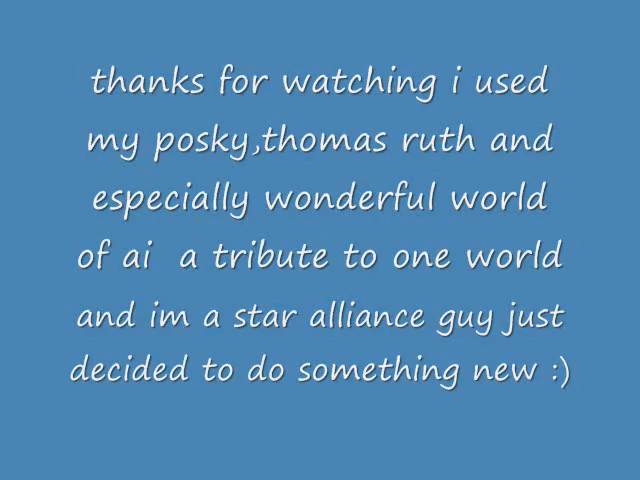 thanks for watching i used
my posky,thomas ruth and
especially wonderful world
of ai  a tribute to one world
and im a star alliance guy just
decided to do something new :)